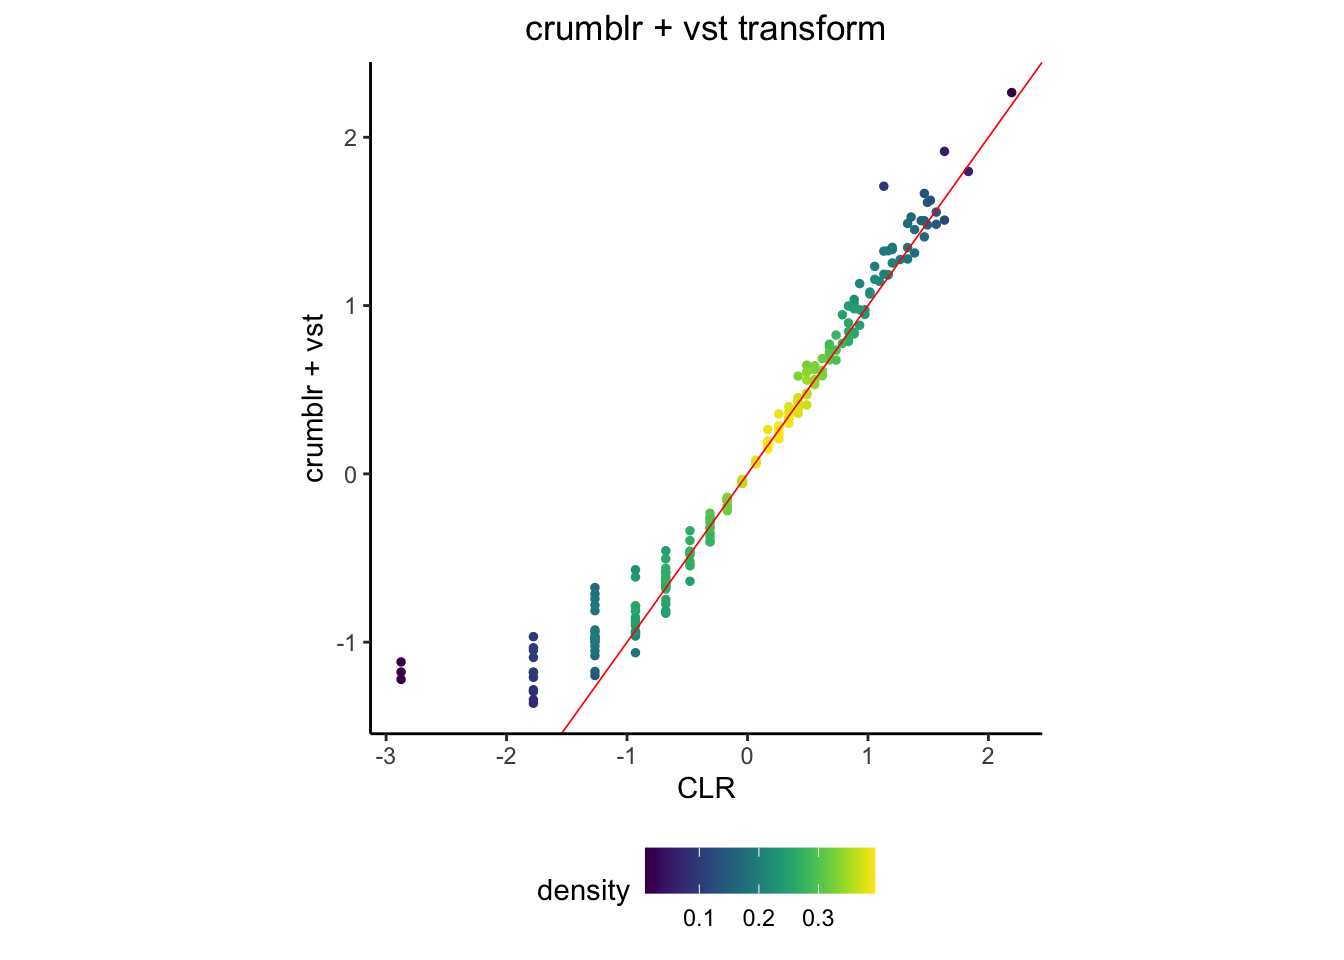 crumblr + vst transform
crumblr + vst
2
1
0
-1
-3 -2 -1 0 1 2
CLR
density
0.1 0.2 0.3